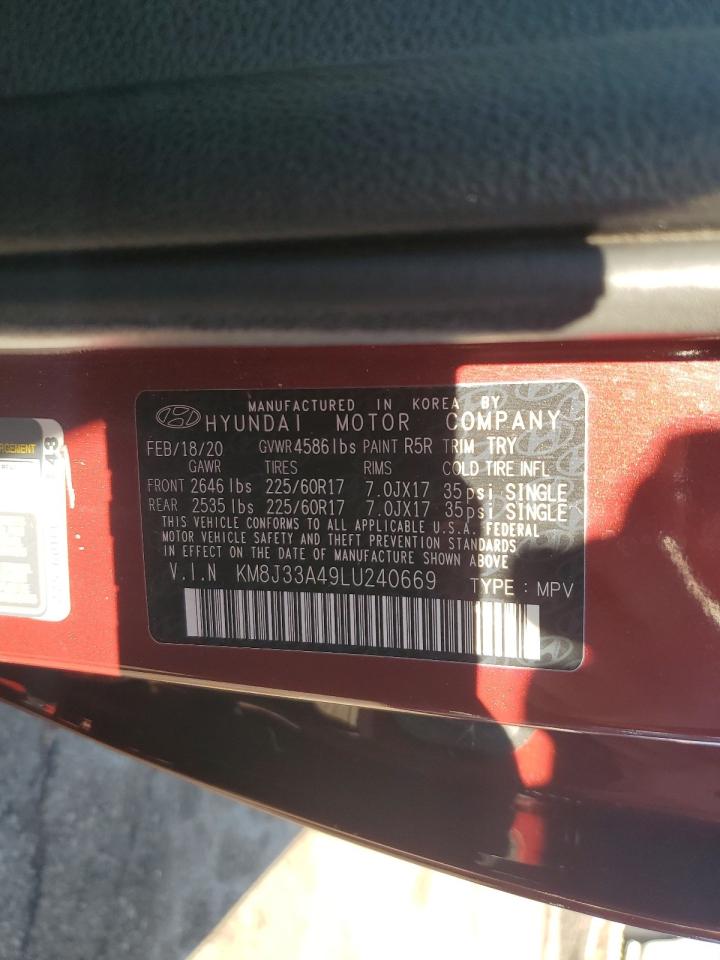 MANUFACTURED IN KOREA BY
HYUNDAI MOTOR COMPANY
FEB/18/20 GVWR 4586 lbs PAINT R5R TRIM TRY
GAWR TIRES RIMS COLD TIRE INFL
FRONT 2646 lbs 225/60R17 7.0JX17 35psi SINGLE
REAR 2535 lbs 225/60R17 7.0JX17 35psi SINGLE
THIS VEHICLE CONFORMS TO ALL APPLICABLE U.S.A. FEDERAL
MOTOR VEHICLE SAFETY AND THEFT PREVENTION STANDARDS
IN EFFECT ON THE DATE OF MANUFACTURE SHOWN ABOVE
V.I.N KM8J33A49LU240669 TYPE : MPV